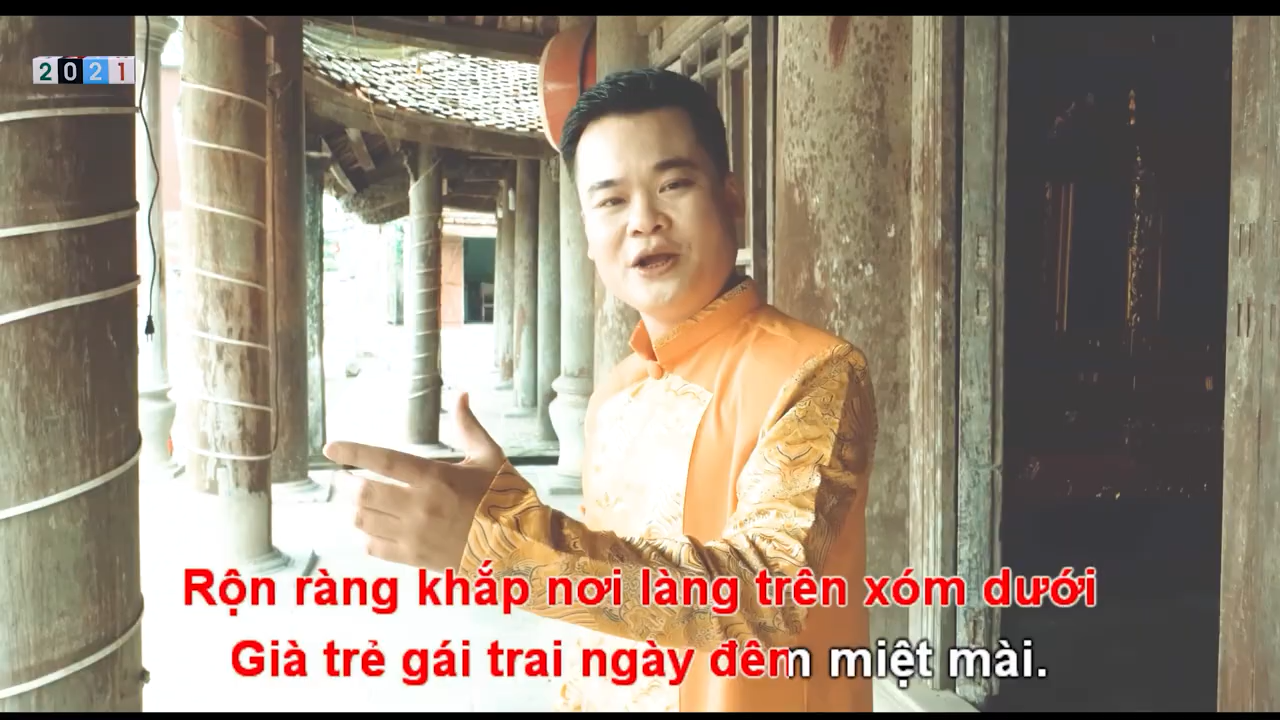 2021
Rộn ràng khắp nơi làng trên xóm dưới
Già trẻ gái trai ngày đêm miệt mài.